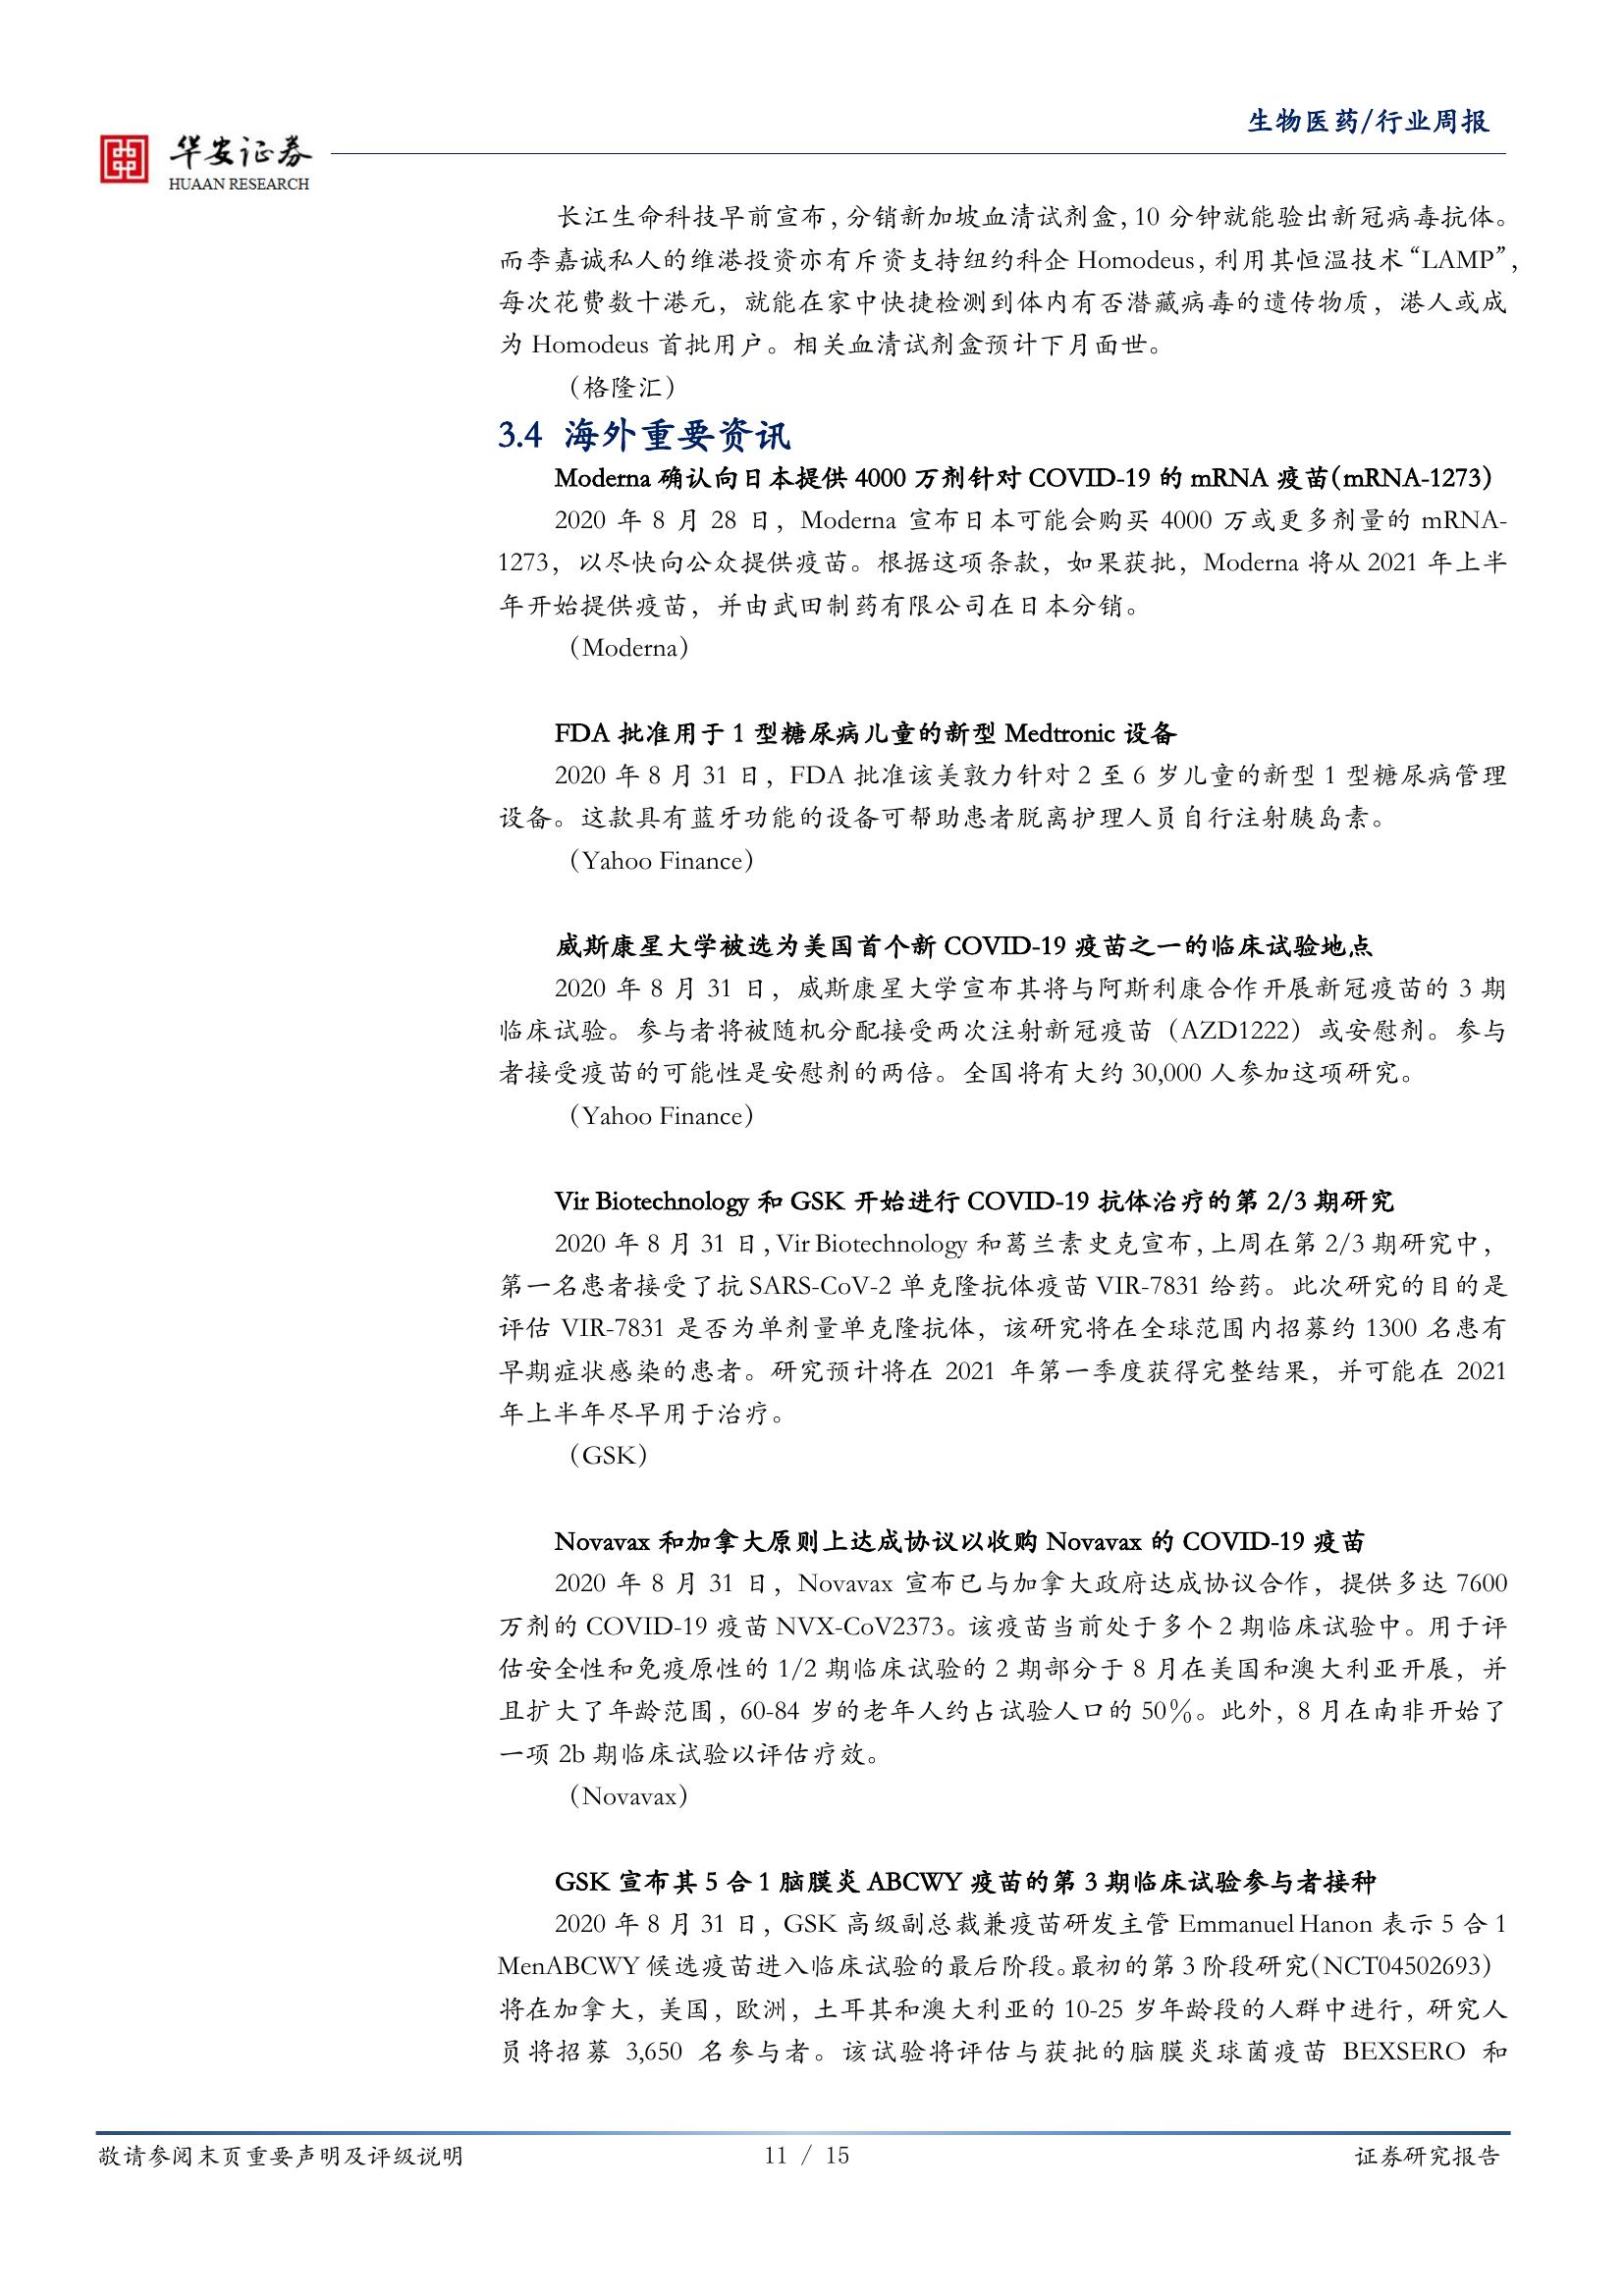 生物医药/行业周报
华安证券
HUAAN RESEARCH
长江生命科技早前宣布，分销新加坡血清试剂盒，10 分钟就能验出新冠病毒抗体。
而李嘉诚私人的维港投资亦有斥资支持纽约科企 Homodeus，利用其恒温技术“LAMP”，
每次花费数十港元，就能在家中快捷检测到体内有否潜藏病毒的遗传物质，港人或成
为 Homodeus 首批用户。相关血清试剂盒预计下月面世。
（格隆汇）
3.4 海外重要资讯
Moderna 确认向日本提供 4000 万剂针对 COVID-19 的 mRNA 疫苗（mRNA-1273）
2020 年 8 月 28 日，Moderna 宣布日本可能会购买 4000 万或更多剂量的 mRNA-
1273，以尽快向公众提供疫苗。根据这项条款，如果获批，Moderna 将从 2021 年上半
年开始提供疫苗，并由武田制药有限公司在日本分销。
（Moderna）
FDA 批准用于 1 型糖尿病儿童的新型 Medtronic 设备
2020 年 8 月 31 日，FDA 批准该美敦力针对 2 至 6 岁儿童的新型 1 型糖尿病管理
设备。这款具有蓝牙功能的设备可帮助患者脱离护理人员自行注射胰岛素。
（Yahoo Finance）
威斯康星大学被选为美国首个新 COVID-19 疫苗之一的临床试验地点
2020 年 8 月 31 日，威斯康星大学宣布其将与阿斯利康合作开展新冠疫苗的 3 期
临床试验。参与者将被随机分配接受两次注射新冠疫苗（AZD1222）或安慰剂。参与
者接受疫苗的可能性是安慰剂的两倍。全国将有大约 30,000 人参加这项研究。
（Yahoo Finance）
Vir Biotechnology 和 GSK 开始进行 COVID-19 抗体治疗的第 2/3 期研究
2020 年 8 月 31 日，Vir Biotechnology 和葛兰素史克宣布，上周在第 2/3 期研究中，
第一名患者接受了抗 SARS-CoV-2 单克隆抗体疫苗 VIR-7831 给药。此次研究的目的是
评估 VIR-7831 是否为单剂量单克隆抗体，该研究将在全球范围内招募约 1300 名患有
早期症状感染的患者。研究预计将在 2021 年第一季度获得完整结果，并可能在 2021
年上半年尽早用于治疗。
（GSK）
Novavax 和加拿大原则上达成协议以收购 Novavax 的 COVID-19 疫苗
2020 年 8 月 31 日，Novavax 宣布已与加拿大政府达成协议合作，提供多达 7600
万剂的 COVID-19 疫苗 NVX-CoV2373。该疫苗当前处于多个 2 期临床试验中。用于评
估安全性和免疫原性的 1/2 期临床试验的 2 期部分于 8 月在美国和澳大利亚开展，并
且扩大了年龄范围，60-84 岁的老年人约占试验人口的 50％。此外，8 月在南非开始了
一项 2b 期临床试验以评估疗效。
（Novavax）
GSK 宣布其 5 合 1 脑膜炎 ABCWY 疫苗的第 3 期临床试验参与者接种
2020 年 8 月 31 日，GSK 高级副总裁兼疫苗研发主管 Emmanuel Hanon 表示 5 合 1
MenABCWY 候选疫苗进入临床试验的最后阶段。最初的第 3 阶段研究（NCT04502693）
将在加拿大，美国，欧洲，土耳其和澳大利亚的 10-25 岁年龄段的人群中进行，研究人
员将招募 3,650 名参与者。该试验将评估与获批的脑膜炎球菌疫苗 BEXSERO 和
敬请参阅末页重要声明及评级说明
11 / 15
证券研究报告